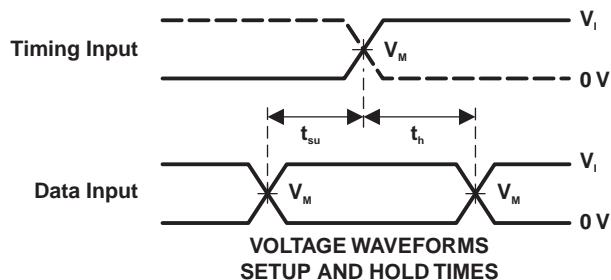 V_I
Timing Input
V_M
0 V
t_su
t_h
V_I
Data Input
V_M
V_M
0 V
VOLTAGE WAVEFORMS
SETUP AND HOLD TIMES